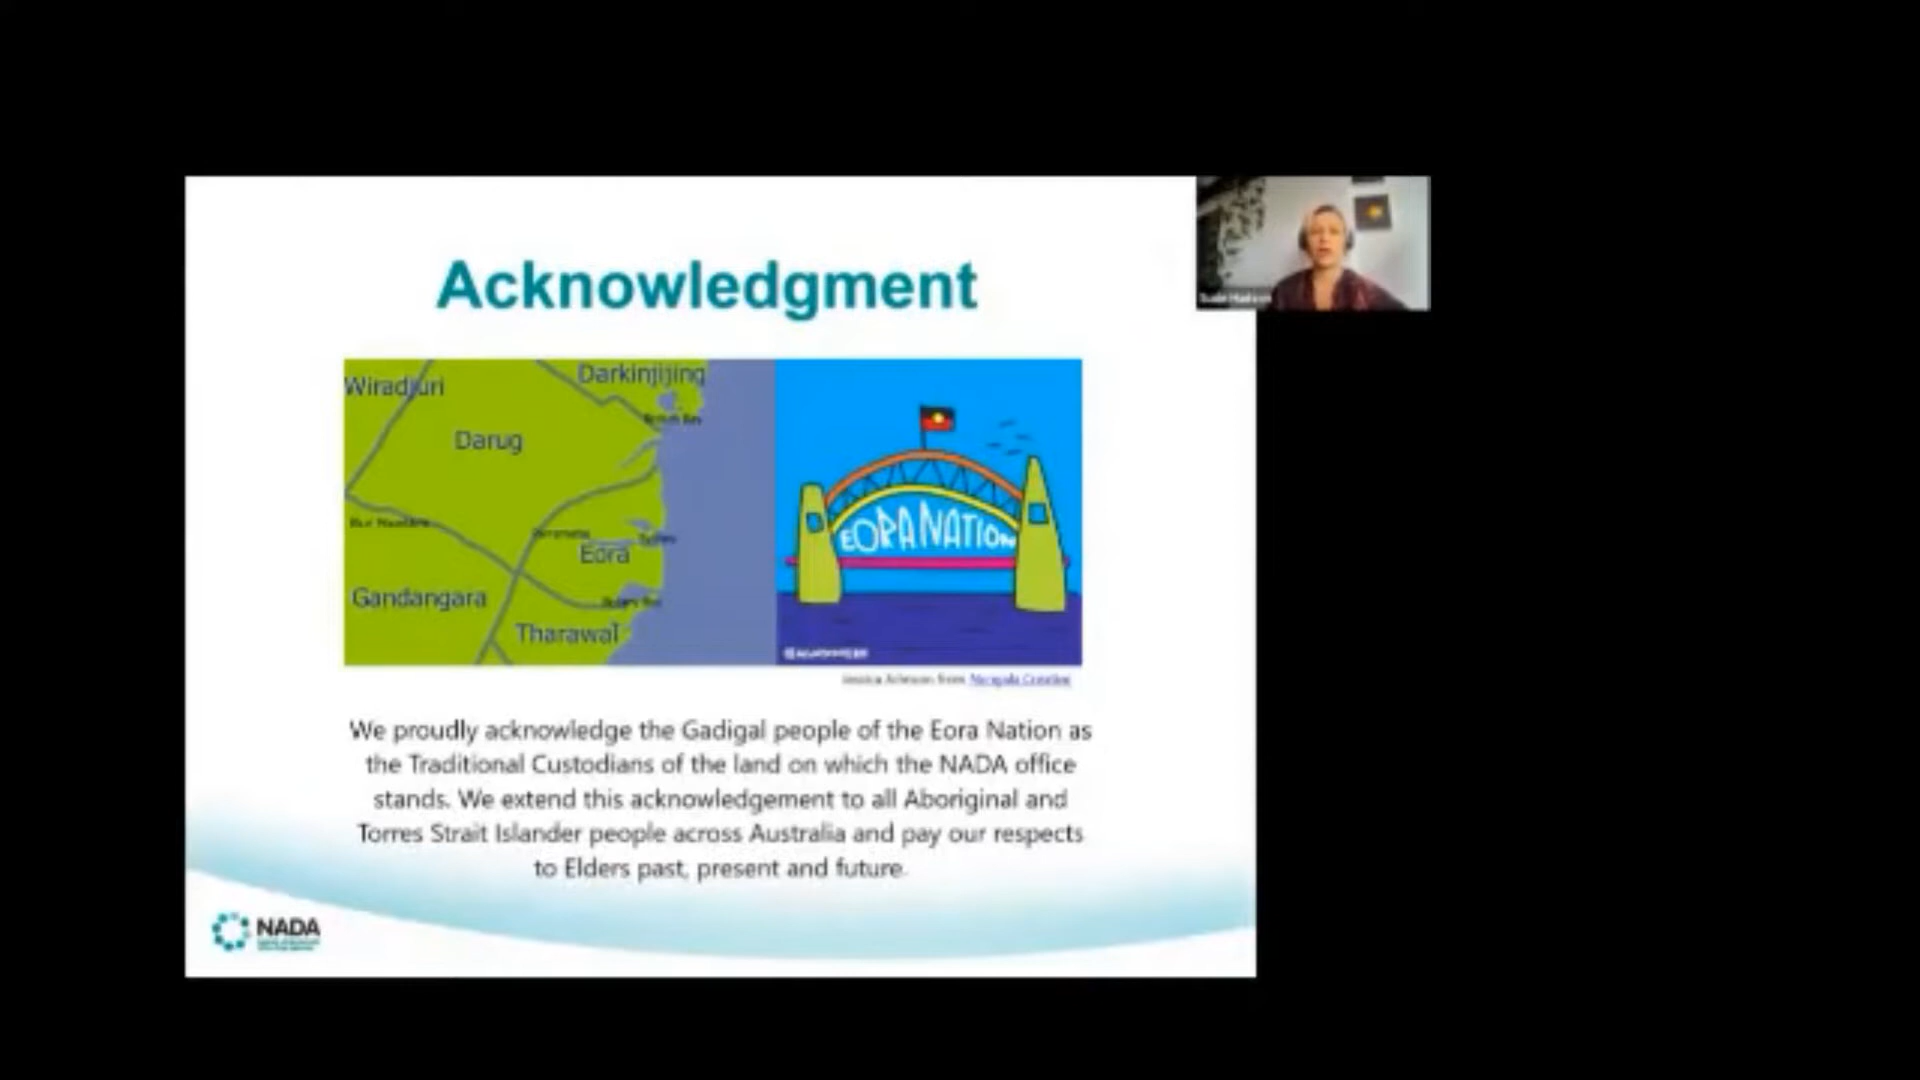 Acknowledgment
Wiradjuri
Darkinjijing
Darug
Eora
Gandangara
Tharawal
EORA NATION
We proudly acknowledge the Gadigal people of the Eora Nation as
the Traditional Custodians of the land on which the NADA office
stands. We extend this acknowledgement to all Aboriginal and
Torres Strait Islander people across Australia and pay our respects
to Elders past, present and future.
NADA